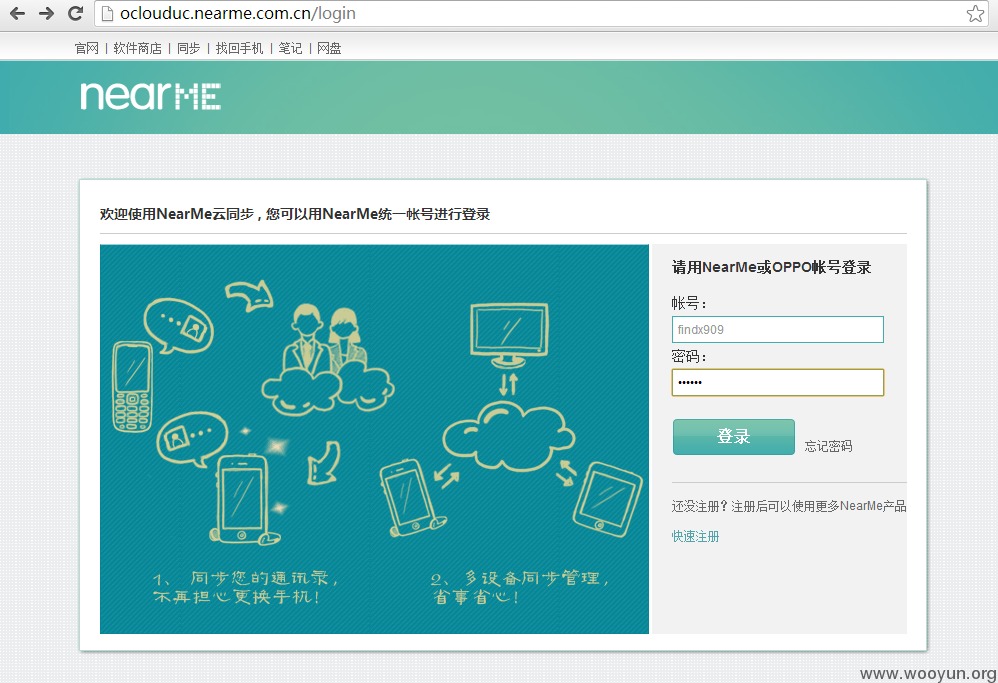 oclouduc.nearme.com.cn/login
官网 | 软件商店 | 同步 | 找回手机 | 笔记 | 网盘
nearME
欢迎使用NearMe云同步,您可以用NearMe统一帐号进行登录
请用NearMe或OPPO帐号登录
帐号:
findx909
密码:
••••••
登录 忘记密码
还没注册?注册后可以使用更多NearMe产品
快速注册
1、 同步您的通讯录,
不再担心更换手机!
2、多设备同步管理,
省事省心!
www.wooyun.org